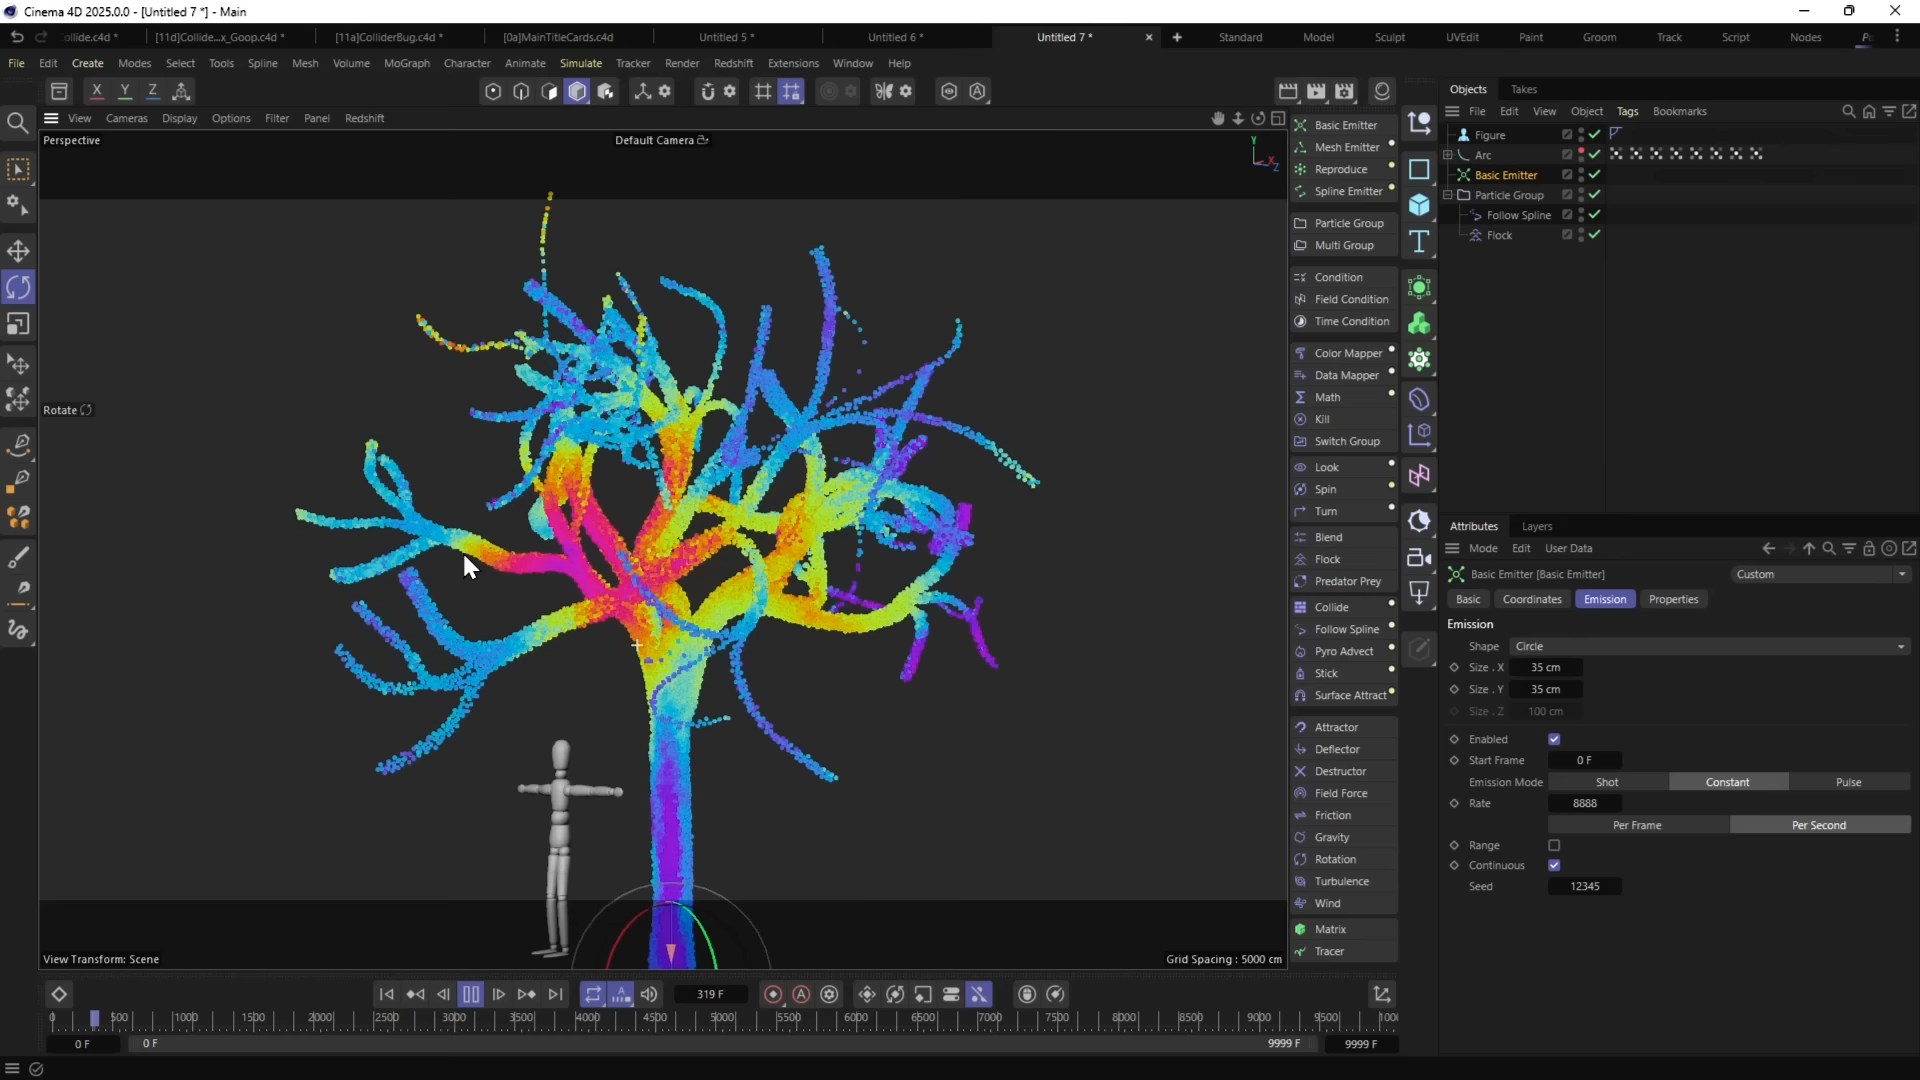 Cinema 4D 2025.0.0 - [Untitled 7 *] - Main
ollide.c4d *
[11d]Collide...x_Goop.c4d *
[11a]ColliderBug.c4d *
[0a]MainTitleCards.c4d
Untitled 5 *
Untitled 6 *
Untitled 7 *
Standard
Model
Sculpt
UVEdit
Paint
Groom
Track
Script
Nodes
File Edit Create Modes Select Tools Spline Mesh Volume MoGraph Character Animate Simulate Tracker Render Redshift Extensions Window Help
X Y Z
View Cameras Display Options Filter Panel Redshift
Perspective
Default Camera
Y
X
Z
Rotate
View Transform: Scene
Grid Spacing : 5000 cm
Basic Emitter
Mesh Emitter
Reproduce
Spline Emitter
Particle Group
Multi Group
Condition
Field Condition
Time Condition
Color Mapper
Data Mapper
Math
Kill
Switch Group
Look
Spin
Turn
Blend
Flock
Predator Prey
Collide
Follow Spline
Pyro Advect
Stick
Surface Attract
Attractor
Deflector
Destructor
Field Force
Friction
Gravity
Rotation
Turbulence
Wind
Matrix
Tracer
Objects Takes
File Edit View Object Tags Bookmarks
Figure
Arc
Basic Emitter
Particle Group
Follow Spline
Flock
Attributes Layers
Mode Edit User Data
Basic Emitter [Basic Emitter]
Custom
Basic Coordinates Emission Properties
Emission
Shape Circle
Size . X 35 cm
Size . Y 35 cm
Size . Z 100 cm
Enabled
Start Frame 0 F
Emission Mode Shot Constant Pulse
Rate 8888
Per Frame Per Second
Range
Continuous
Seed 12345
319 F
0 500 1000 1500 2000 2500 3000 3500 4000 4500 5000 5500 6000 6500 7000 7500 8000 8500 9000 9500 1000
0 F 0 F 9999 F 9999 F